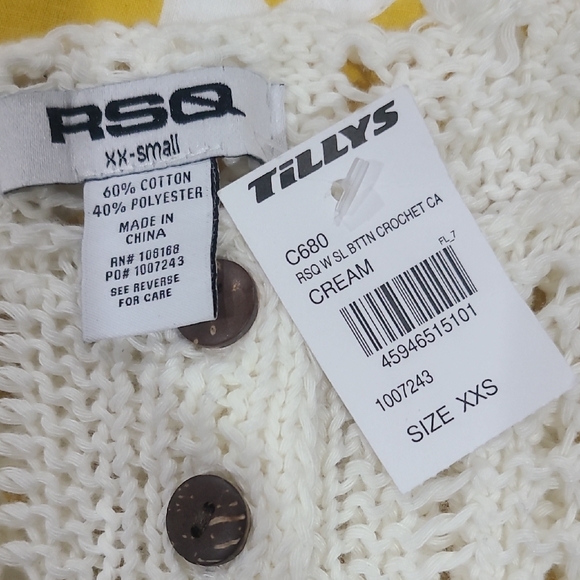 RSQ
xx-small
60% COTTON
40% POLYESTER
MADE IN
CHINA
RN# 108168
PO# 1007243
SEE REVERSE
FOR CARE
TiLLYS
C680
RSQ W SL BTTN CROCHET CA
CREAM
FL_7
45946515101
1007243
SIZE XXS